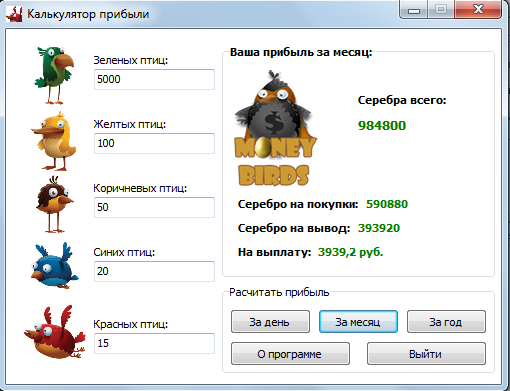 Калькулятор прибыли
Зеленых птиц:
5000
Желтых птиц:
100
Коричневых птиц:
50
Синих птиц:
20
Красных птиц:
15
Ваша прибыль за месяц:
MONEY
BIRDS
Серебра всего:
984800
Серебро на покупки: 590880
Серебро на вывод: 393920
На выплату: 3939,2 руб.
Расчитать прибыль
За день За месяц За год
О программе Выйти